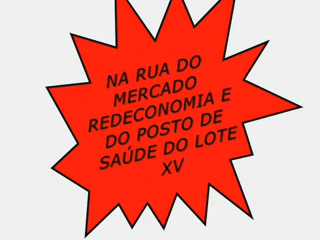 NA RUA DO
MERCADO
REDECONOMIA E
DO POSTO DE
SAÚDE DO LOTE
XV